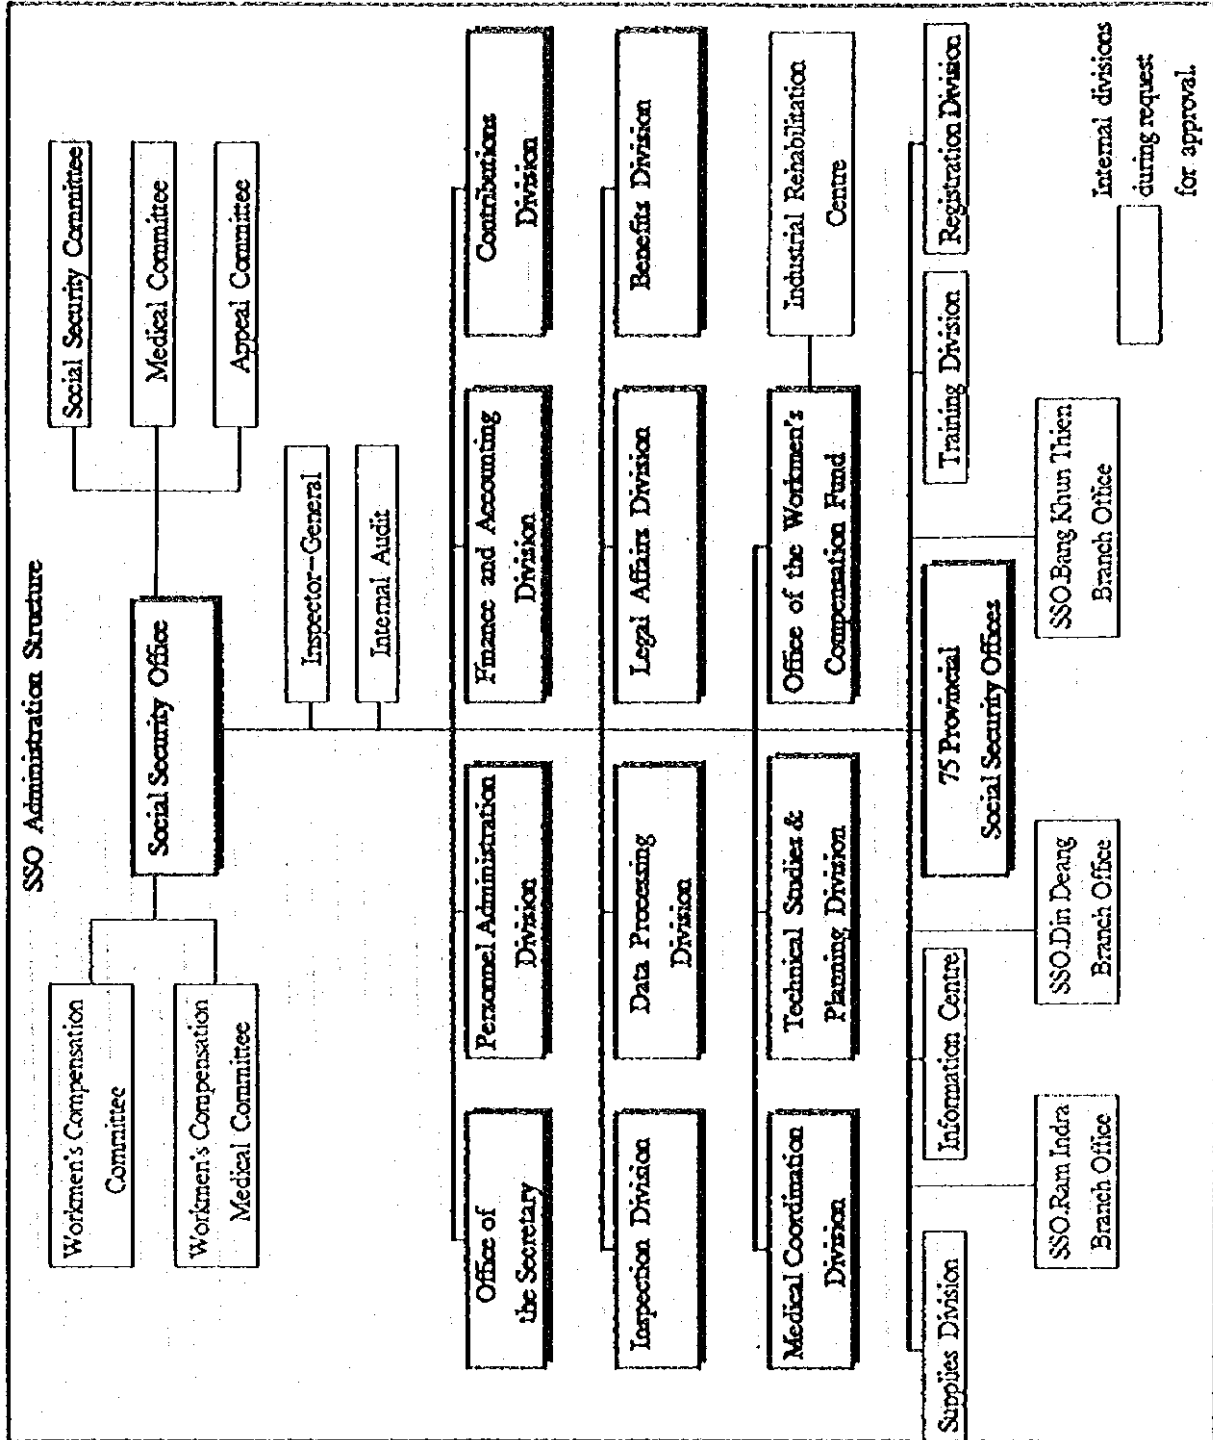 SSO Administration Structure
Workmen's Compensation
Committee
Workmen's Compensation
Medical Committee
Social Security Office
Social Security Committee
Medical Committee
Appeal Committee
Inspector-General
Internal Audit
Office of
the Secretary
Personnel Administration
Division
Finance and Accounting
Division
Contributions
Division
Inspection Division
Data Processing
Division
Legal Affairs Division
Benefits Division
Medical Coordination
Division
Technical Studies &
Planning Division
Office of the Workmen's
Compensation Fund
Industrial Rehabilitation
Centre
Supplies Division
Information Centre
75 Provincial
Social Security Offices
Training Division
Registration Division
SSO.Ram Indra
Branch Office
SSO.Din Deang
Branch Office
SSO.Bang Khun Thien
Branch Office
Internal divisions
during request
for approval.